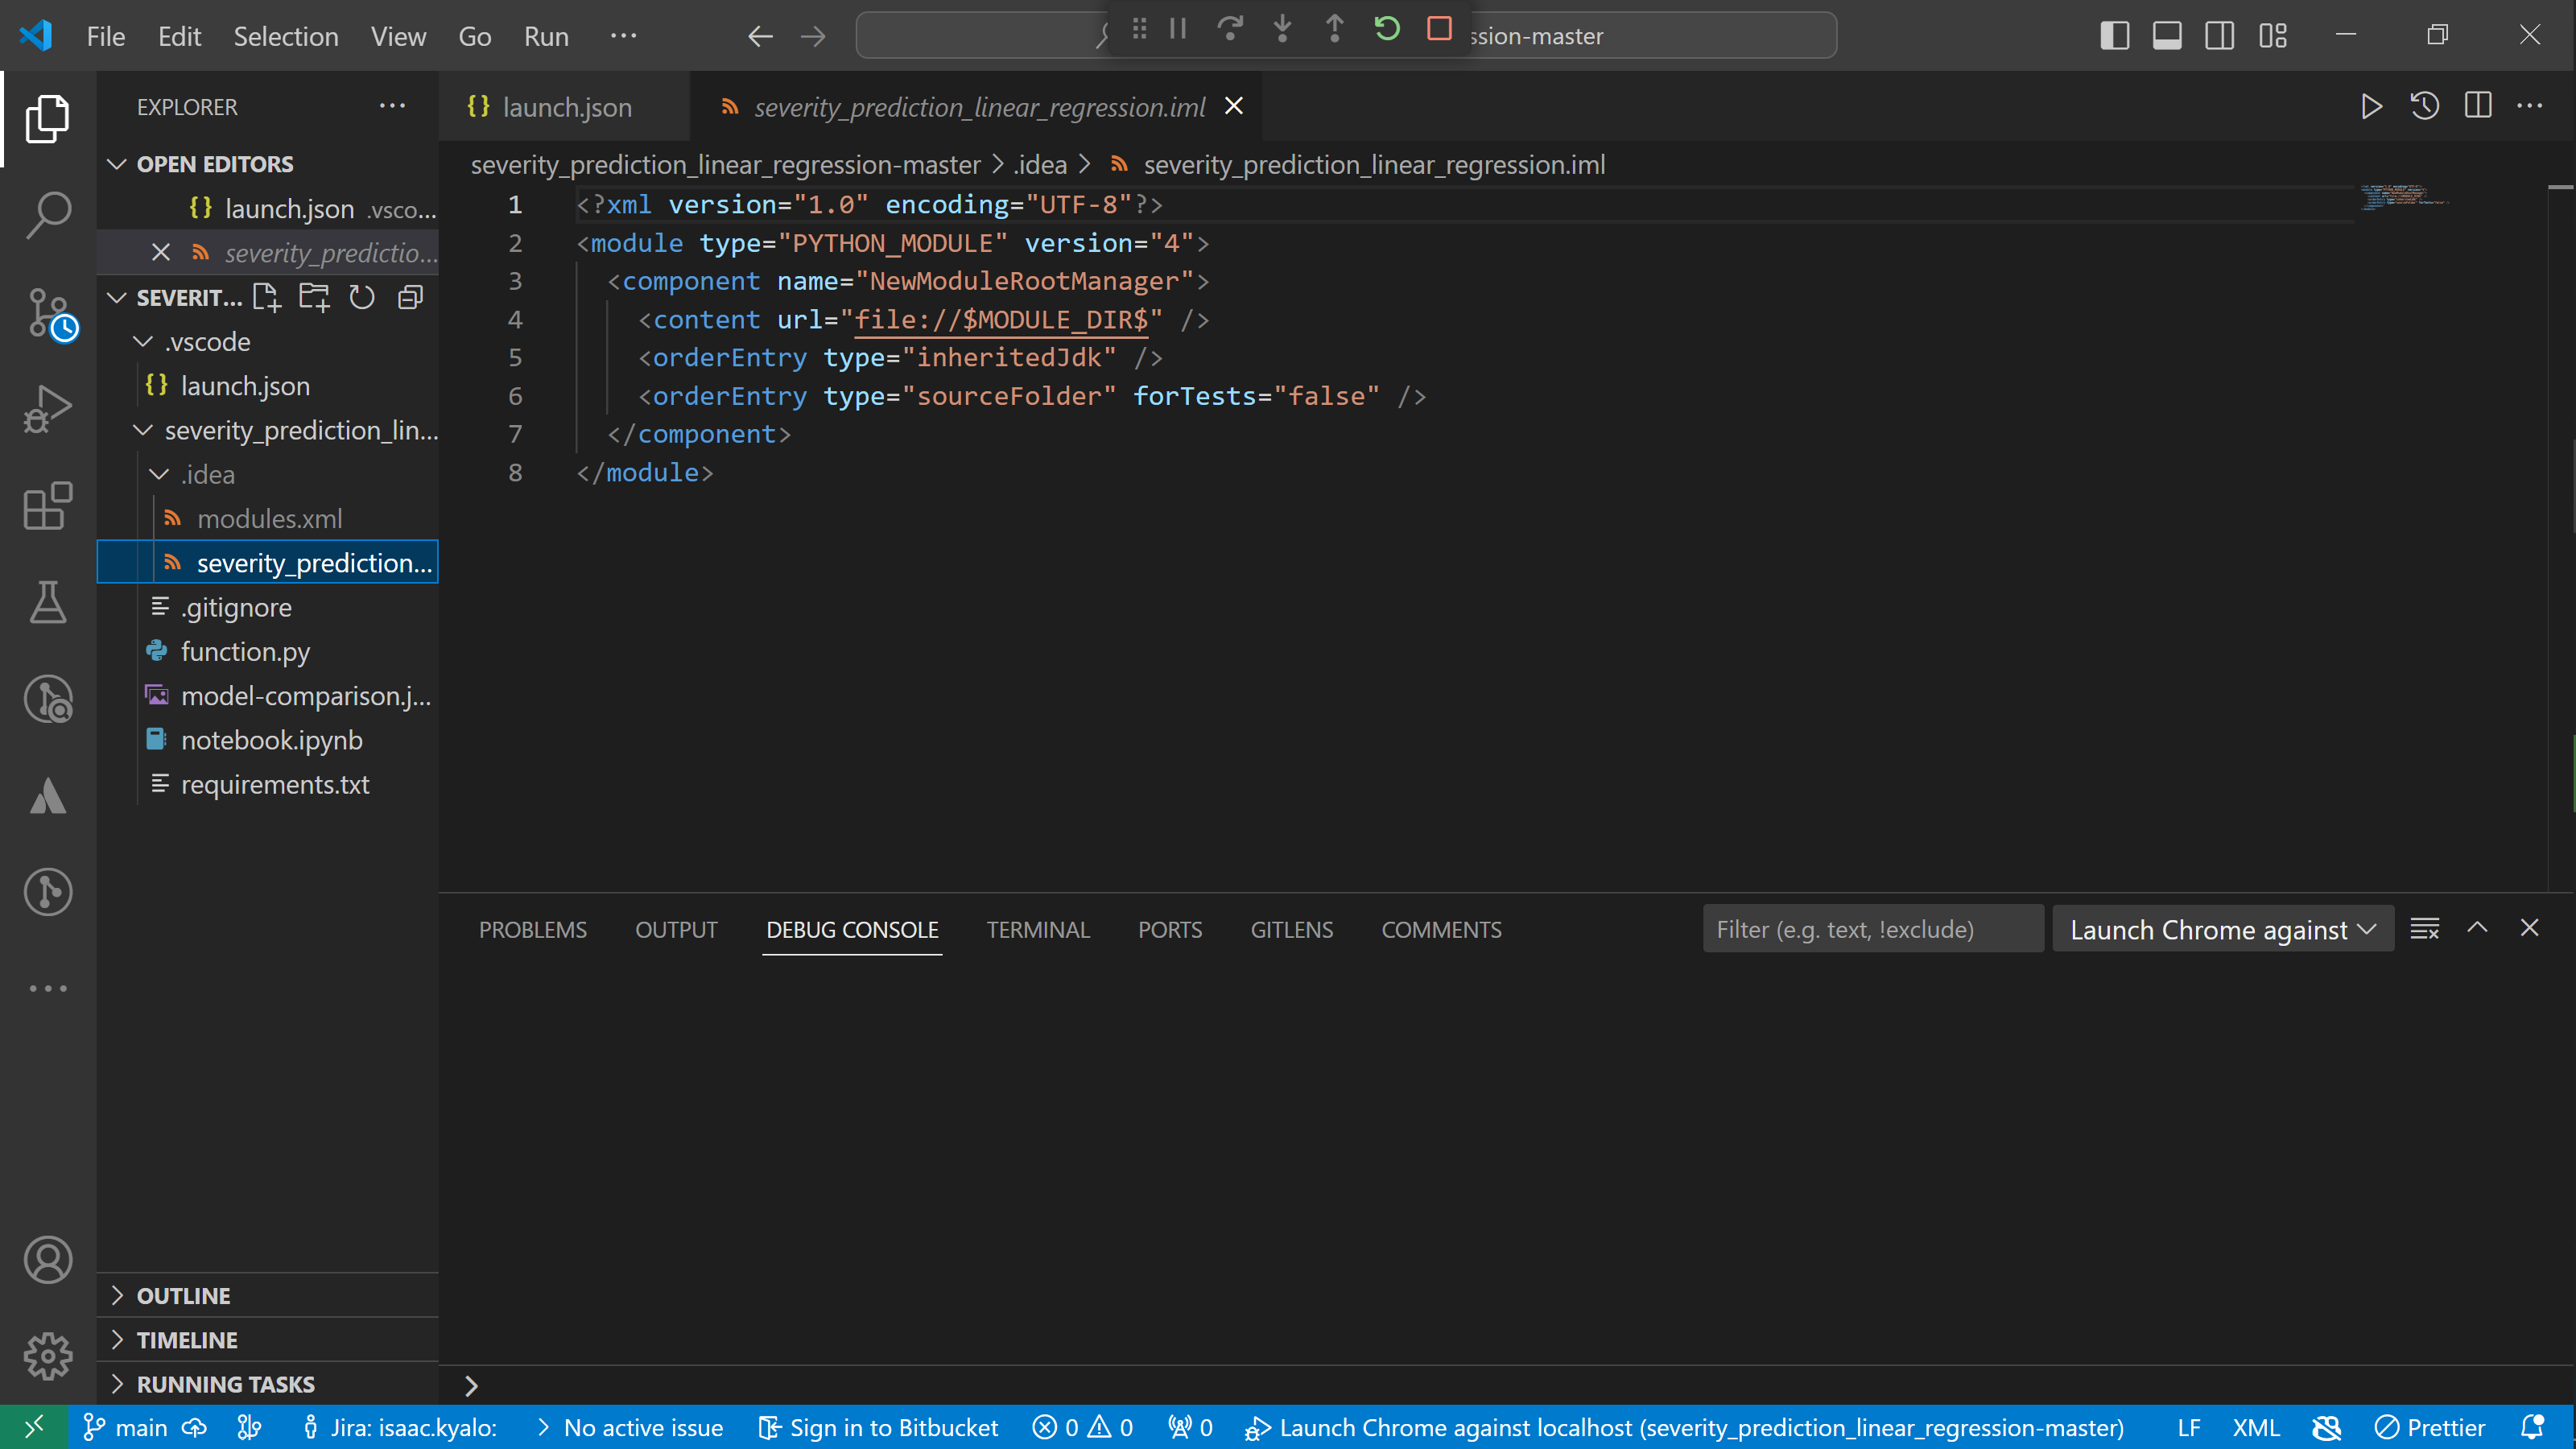 File Edit Selection View Go Run ···
ssion-master
EXPLORER
OPEN EDITORS
launch.json .vsco...
severity_predictio...
SEVERIT...
.vscode
launch.json
severity_prediction_lin...
.idea
modules.xml
severity_prediction...
.gitignore
function.py
model-comparison.j...
notebook.ipynb
requirements.txt
OUTLINE
TIMELINE
RUNNING TASKS
launch.json
severity_prediction_linear_regression.iml
severity_prediction_linear_regression-master > .idea > severity_prediction_linear_regression.iml
1 <?xml version="1.0" encoding="UTF-8"?>
2 <module type="PYTHON_MODULE" version="4">
3 <component name="NewModuleRootManager">
4 <content url="file://$MODULE_DIR$" />
5 <orderEntry type="inheritedJdk" />
6 <orderEntry type="sourceFolder" forTests="false" />
7 </component>
8 </module>
PROBLEMS OUTPUT DEBUG CONSOLE TERMINAL PORTS GITLENS COMMENTS
Filter (e.g. text, !exclude)
Launch Chrome against
main
Jira: isaac.kyalo:
No active issue
Sign in to Bitbucket
0 0
0
Launch Chrome against localhost (severity_prediction_linear_regression-master)
LF
XML
Prettier